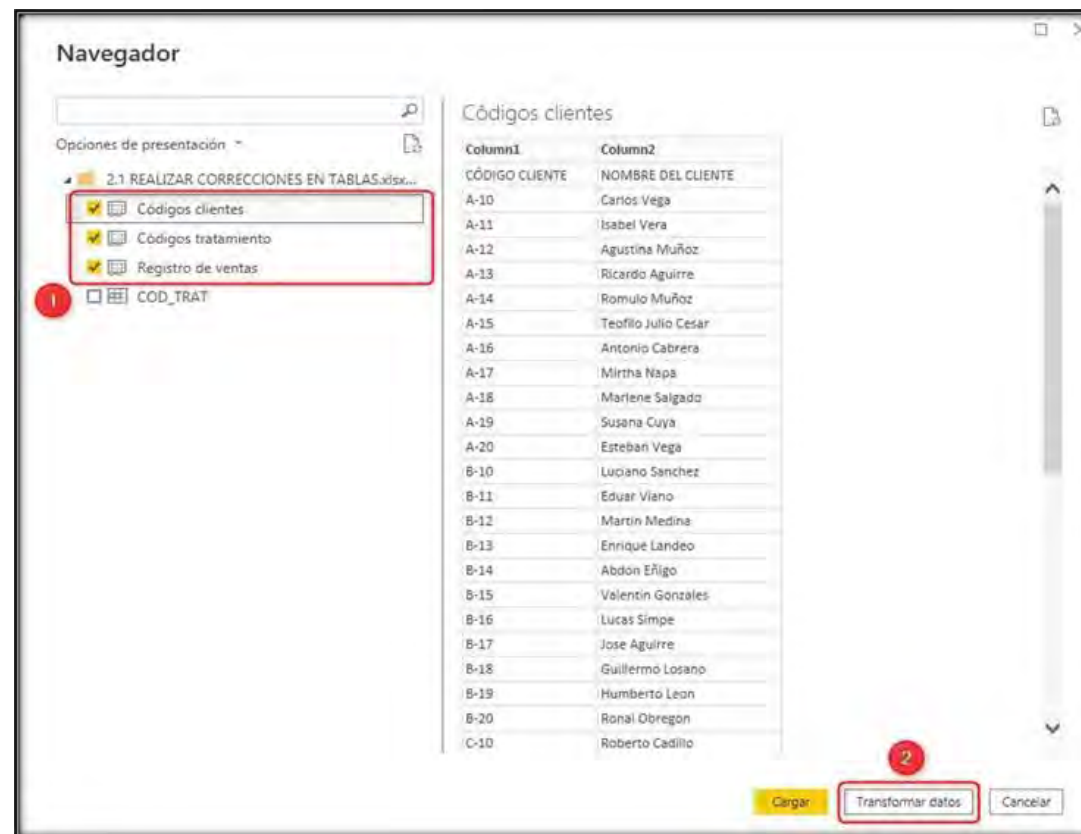 Navegador
Opciones de presentación
2.1 REALIZAR CORRECCIONES EN TABLAS.xlsx...
Códigos clientes
Códigos tratamiento
Registro de ventas
1
COD_TRAT
Códigos clientes
Column1 Column2
CÓDIGO CLIENTE NOMBRE DEL CLIENTE
A-10 Carlos Vega
A-11 Isabel Vera
A-12 Agustina Muñoz
A-13 Ricardo Aguirre
A-14 Romulo Muñoz
A-15 Teofilo Julio Cesar
A-16 Antonio Cabrera
A-17 Mirtha Napa
A-18 Marlene Salgado
A-19 Susana Cuya
A-20 Esteban Vega
B-10 Luciano Sanchez
B-11 Eduar Viano
B-12 Martin Medina
B-13 Enrique Landeo
B-14 Abdon Eñigo
B-15 Valentin Gonzales
B-16 Lucas Simpe
B-17 Jose Aguirre
B-18 Guillermo Losano
B-19 Humberto Leon
B-20 Ronal Obregon
C-10 Roberto Cadillo
2
Cargar Transformar datos Cancelar